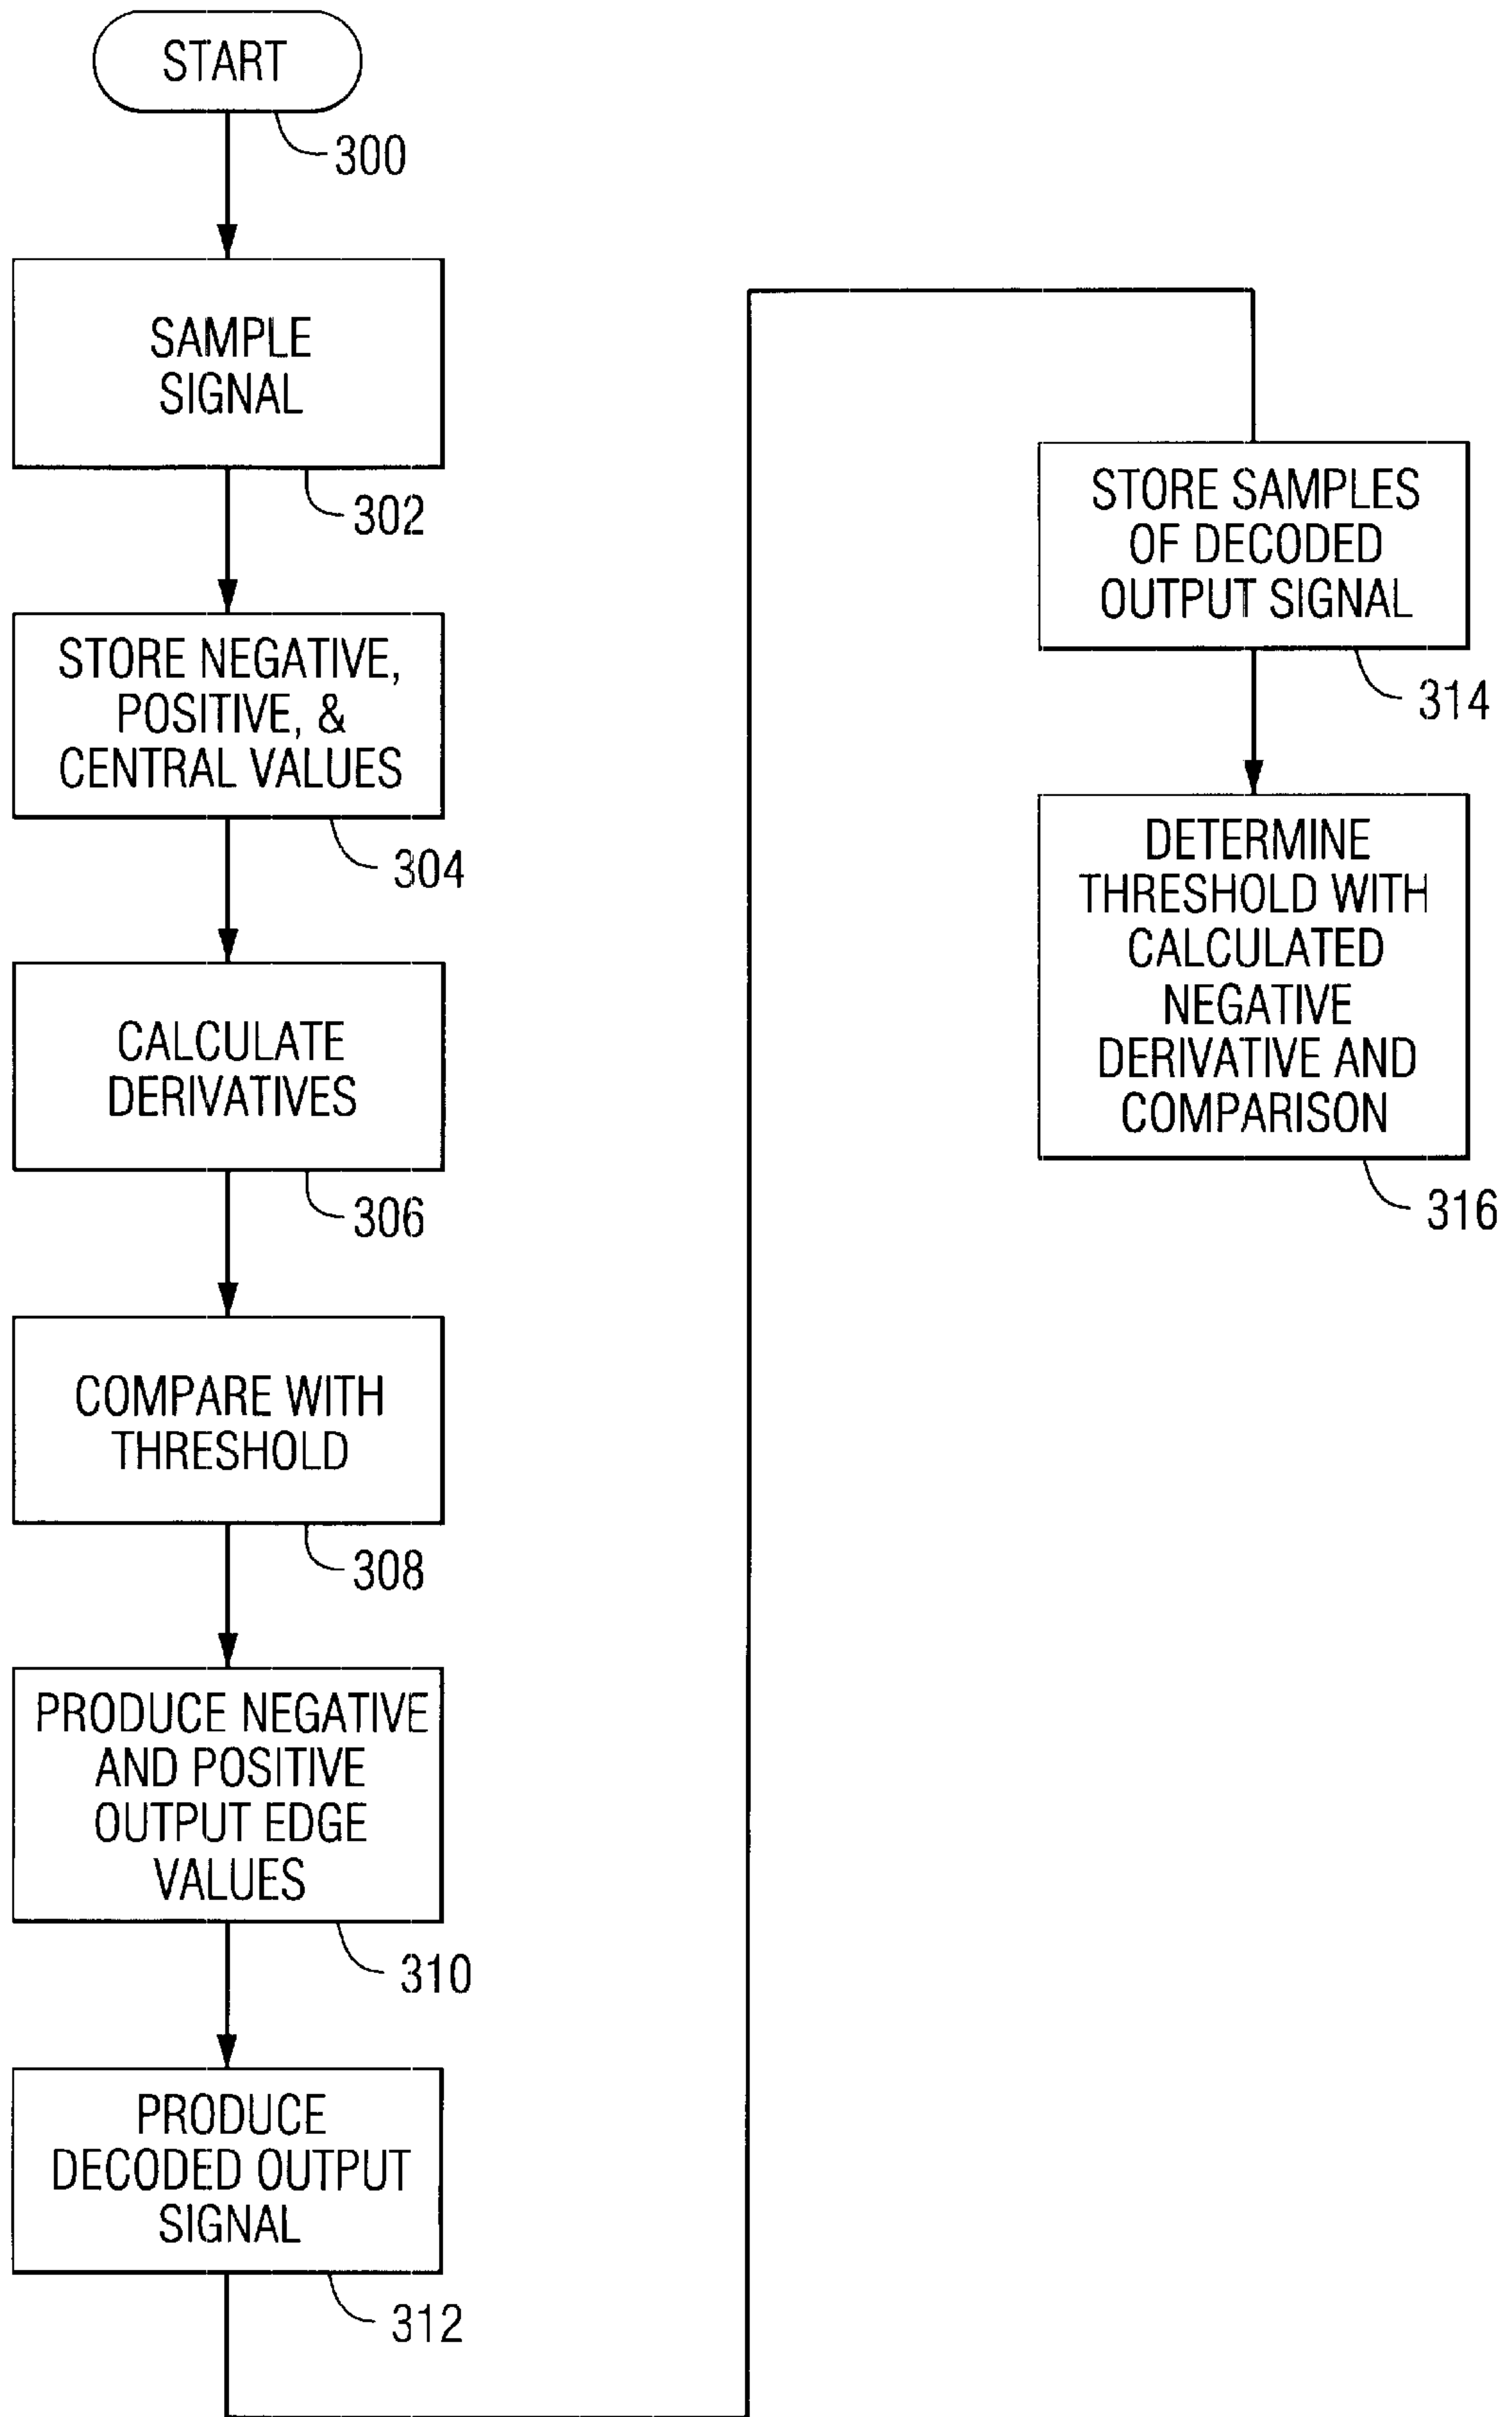 START
300
SAMPLE
SIGNAL
302
STORE NEGATIVE,
POSITIVE, &
CENTRAL VALUES
304
CALCULATE
DERIVATIVES
306
COMPARE WITH
THRESHOLD
308
PRODUCE NEGATIVE
AND POSITIVE
OUTPUT EDGE
VALUES
310
PRODUCE
DECODED OUTPUT
SIGNAL
312
STORE SAMPLES
OF DECODED
OUTPUT SIGNAL
314
DETERMINE
THRESHOLD WITH
CALCULATED
NEGATIVE
DERIVATIVE AND
COMPARISON
316